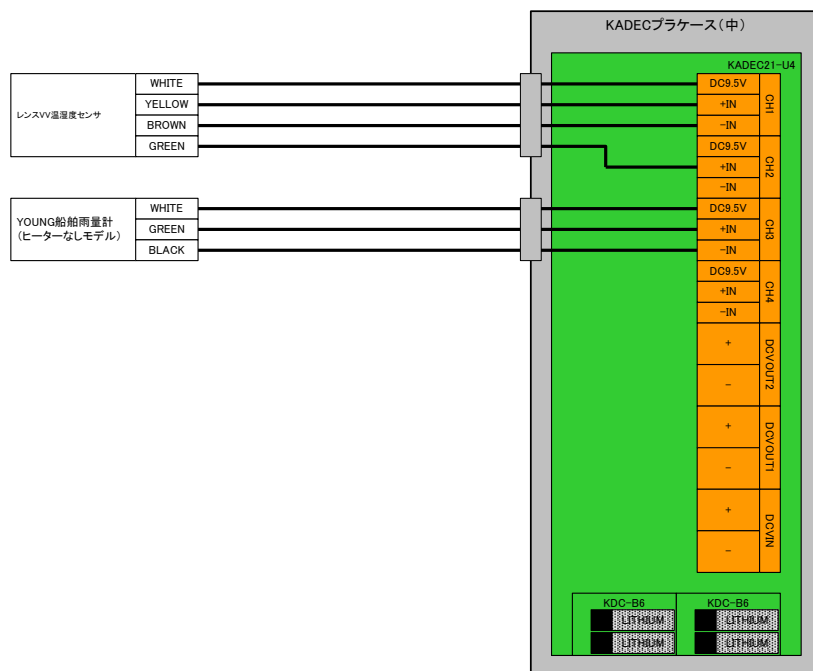 KADECプラケース(中)
KADEC21-U4
レンスVV温湿度センサ
WHITE
YELLOW
BROWN
GREEN
YOUNG船舶雨量計
(ヒーターなしモデル)
WHITE
GREEN
BLACK
DC9.5V
+IN
-IN
CH1
DC9.5V
+IN
-IN
CH2
DC9.5V
+IN
-IN
CH3
DC9.5V
+IN
-IN
CH4
+
-
DCVOUT2
+
-
DCVOUT1
+
-
DCVIN
KDC-B6
LITHIUM
LITHIUM
KDC-B6
LITHIUM
LITHIUM